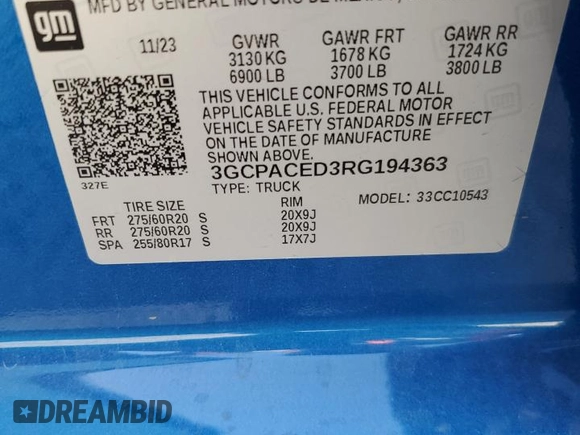 MFD BY GENERAL MOTORS DE
gm
11/23 GVWR GAWR FRT GAWR RR
3130 KG 1678 KG 1724 KG
6900 LB 3700 LB 3800 LB
THIS VEHICLE CONFORMS TO ALL
APPLICABLE U.S. FEDERAL MOTOR
VEHICLE SAFETY STANDARDS IN EFFECT
ON THE DATE OF MANUFACTURE
SHOWN ABOVE.
327E
3GCPACED3RG194363
TYPE: TRUCK MODEL: 33CC10543
TIRE SIZE RIM
FRT 275/60R20 S 20X9J
RR 275/60R20 S 20X9J
SPA 255/80R17 S 17X7J
DREAMBID